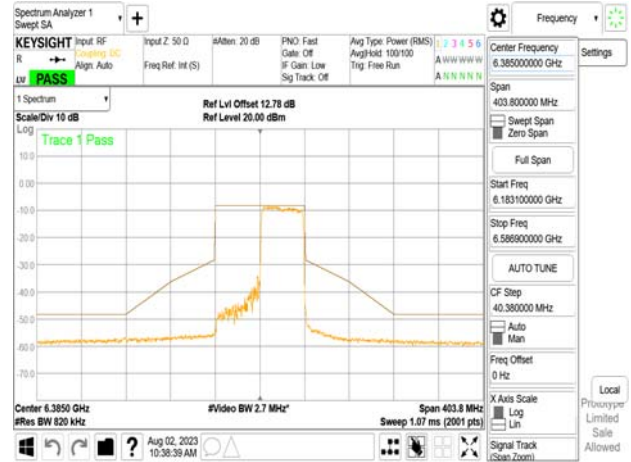 Spectrum Analyzer 1
Swept SA
+
Frequency
KEYSIGHT
R
LW PASS
Input: RF
Coupling: DC
Align: Auto
Input Z: 50 Ω
Freq Ref: Int (S)
#Atten: 20 dB
PNO: Fast
Gate: Off
IF Gain: Low
Sig Track: Off
Avg Type: Power (RMS)
Avg|Hold: 100/100
Trig: Free Run
1 2 3 4 5 6
A W W W W W
A N N N N N
Center Frequency
6.385000000 GHz
Settings
Span
403.800000 MHz
Swept Span
Zero Span
Full Span
Start Freq
6.183100000 GHz
Stop Freq
6.586900000 GHz
AUTO TUNE
CF Step
40.380000 MHz
Auto
Man
Freq Offset
0 Hz
X Axis Scale
Log
Lin
Signal Track
(Span Zoom)
Local
Prototype
Limited
Sale
Allowed
1 Spectrum
Scale/Div 10 dB
Ref Lvl Offset 12.78 dB
Ref Level 20.00 dBm
Log
Trace 1 Pass
10.0
0.00
-10.0
-20.0
-30.0
-40.0
-50.0
-60.0
-70.0
Center 6.3850 GHz
#Res BW 820 kHz
#Video BW 2.7 MHz*
Span 403.8 MHz
Sweep 1.07 ms (2001 pts)
?
Aug 02, 2023
10:38:39 AM